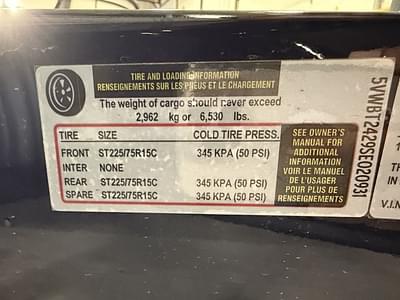 TIRE AND LOADING INFORMATION
RENSEIGNEMENTS SUR LES PNEUS ET LE CHARGEMENT
The weight of cargo should never exceed
2,962 kg or 6,530 lbs.
TIRE SIZE COLD TIRE PRESS.
FRONT ST225/75R15C 345 KPA (50 PSI)
INTER NONE
REAR ST225/75R15C 345 KPA (50 PSI)
SPARE ST225/75R15C 345 KPA (50 PSI)
SEE OWNER'S
MANUAL FOR
ADDITIONAL
INFORMATION
VOIR LE MANUEL
DE L'USAGER
POUR PLUS DE
RENSEIGNEMENTS
5VWBT2429SE020931
V.I.N